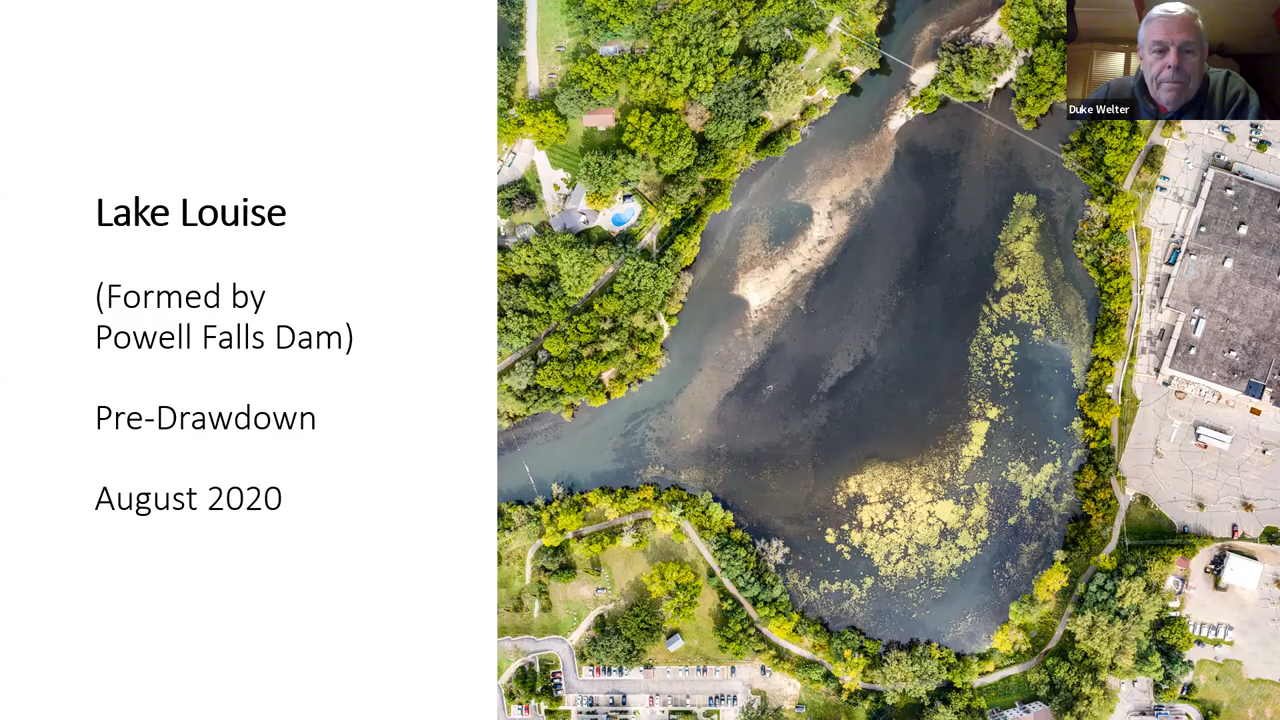 Lake Louise
(Formed by
Powell Falls Dam)
Pre-Drawdown
August 2020
Duke Welter